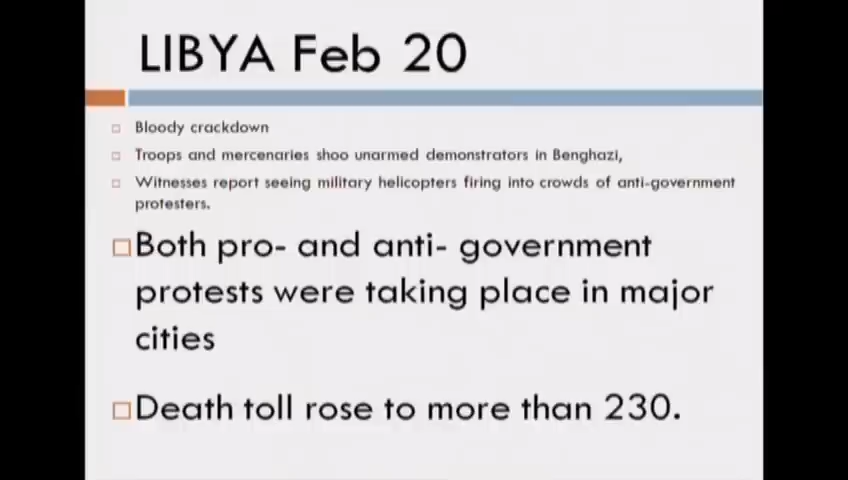 LIBYA Feb 20
Bloody crackdown
Troops and mercenaries shoo unarmed demonstrators in Benghazi,
Witnesses report seeing military helicopters firing into crowds of anti-government
protesters.
Both pro- and anti- government
protests were taking place in major
cities
Death toll rose to more than 230.